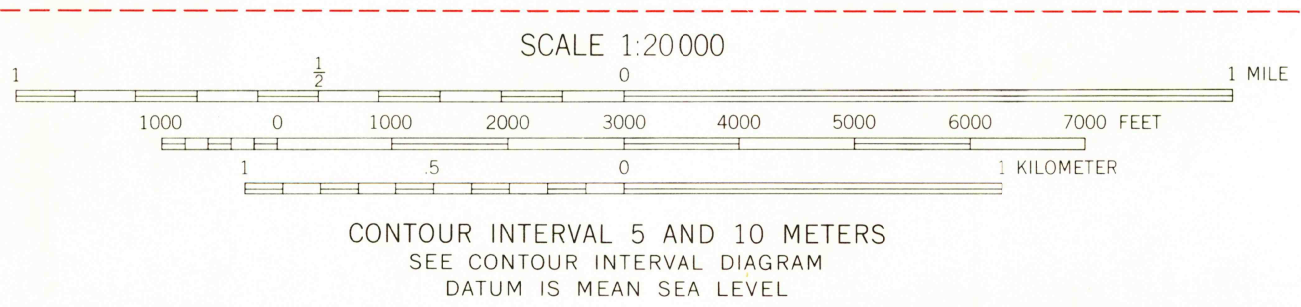 SCALE 1:20 000
1 1/2 0 1 MILE
1000 0 1000 2000 3000 4000 5000 6000 7000 FEET
1 .5 0 1 KILOMETER
CONTOUR INTERVAL 5 AND 10 METERS
SEE CONTOUR INTERVAL DIAGRAM
DATUM IS MEAN SEA LEVEL